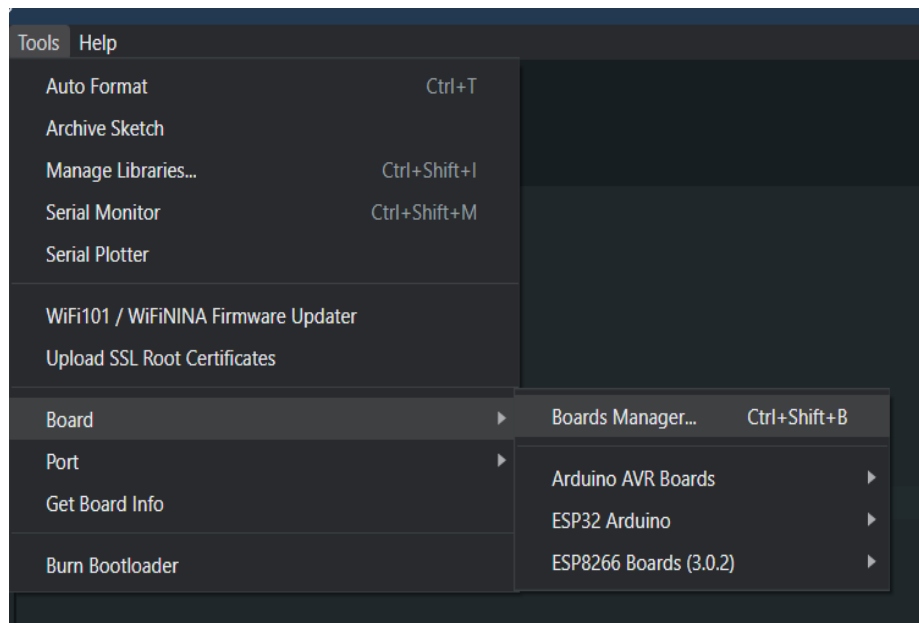 Tools Help
Auto Format Ctrl+T
Archive Sketch
Manage Libraries... Ctrl+Shift+I
Serial Monitor Ctrl+Shift+M
Serial Plotter
WiFi101 / WiFiNINA Firmware Updater
Upload SSL Root Certificates
Board
Port
Get Board Info
Burn Bootloader
Boards Manager... Ctrl+Shift+B
Arduino AVR Boards
ESP32 Arduino
ESP8266 Boards (3.0.2)